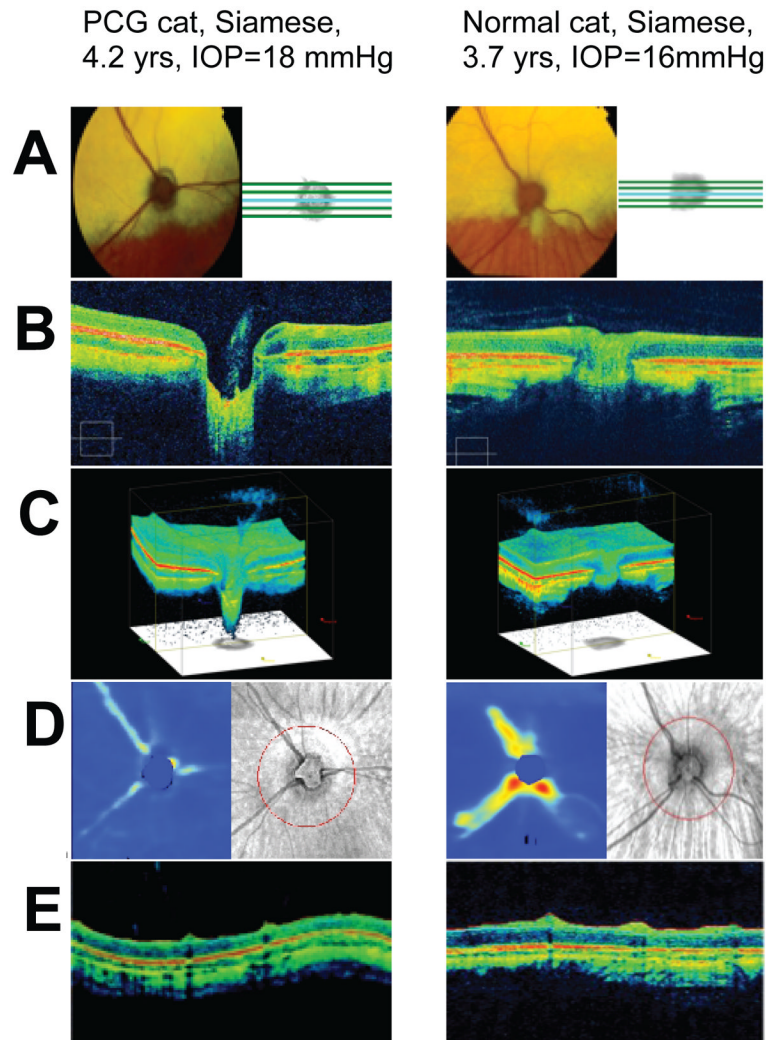 PCG cat, Siamese,
4.2 yrs, IOP=18 mmHg
Normal cat, Siamese,
3.7 yrs, IOP=16mmHg
A
B
C
D
E